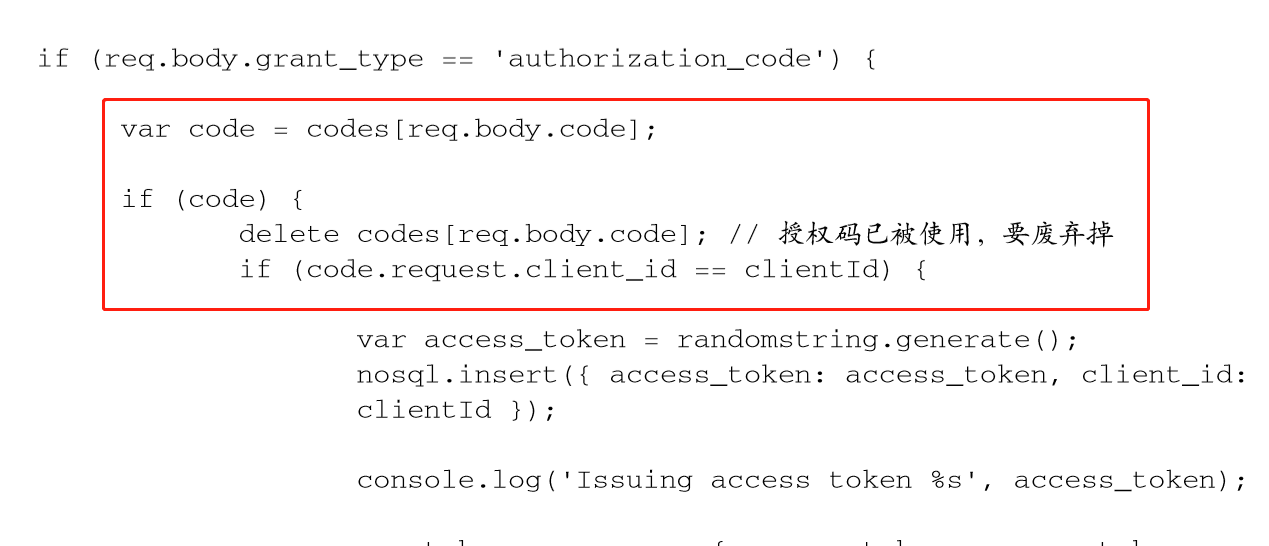 if (req.body.grant_type == 'authorization_code') {
var code = codes[req.body.code];
if (code) {
delete codes[req.body.code]; // 授权码已被使用，要废弃掉
if (code.request.client_id == clientId) {
var access_token = randomstring.generate();
nosql.insert({ access_token: access_token, client_id:
clientId });
console.log('Issuing access token %s', access_token);